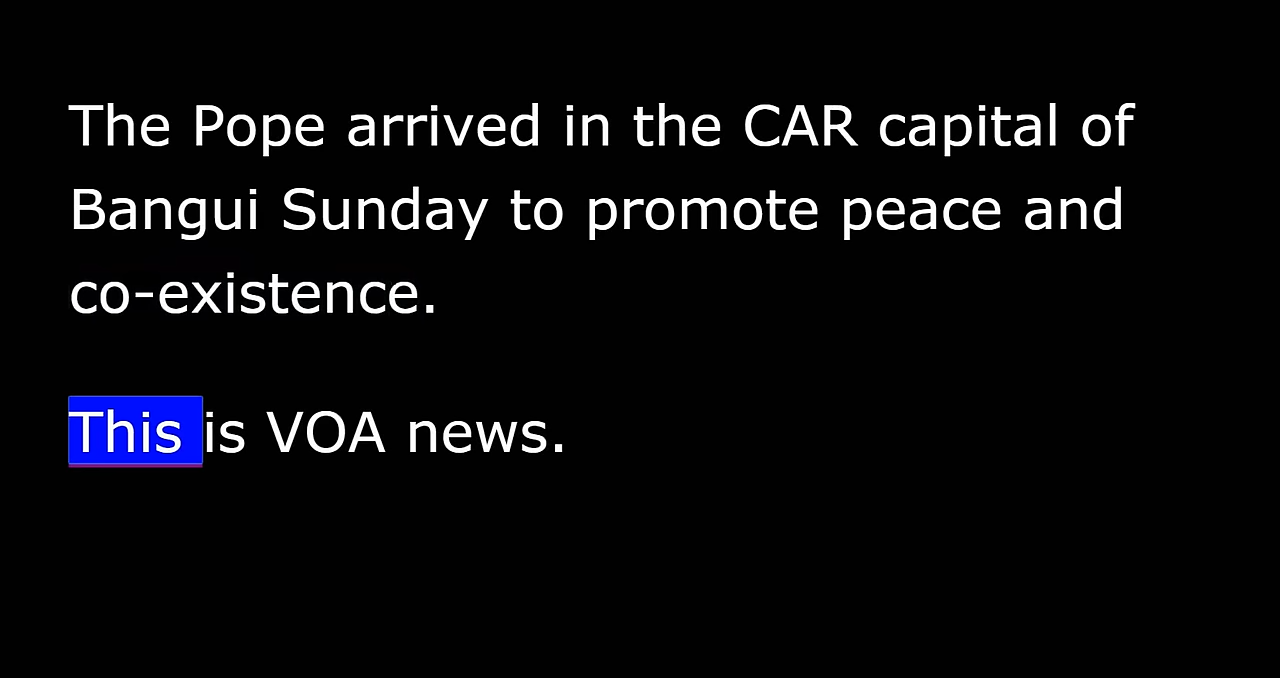 The Pope arrived in the CAR capital of
Bangui Sunday to promote peace and
co-existence.
This is VOA news.